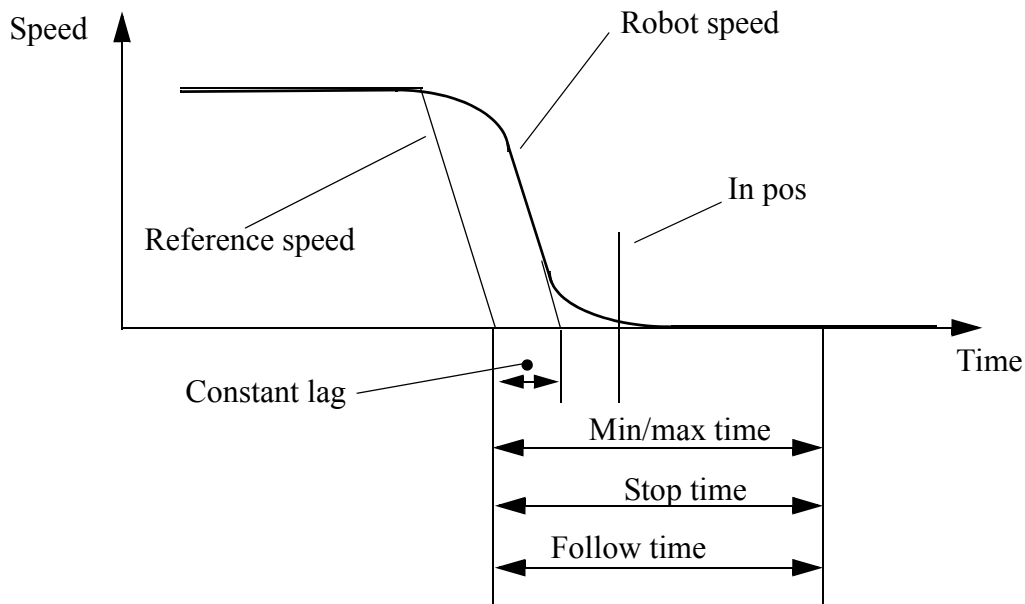 Speed
Robot speed
In pos
Reference speed
Time
Constant lag
Min/max time
Stop time
Follow time